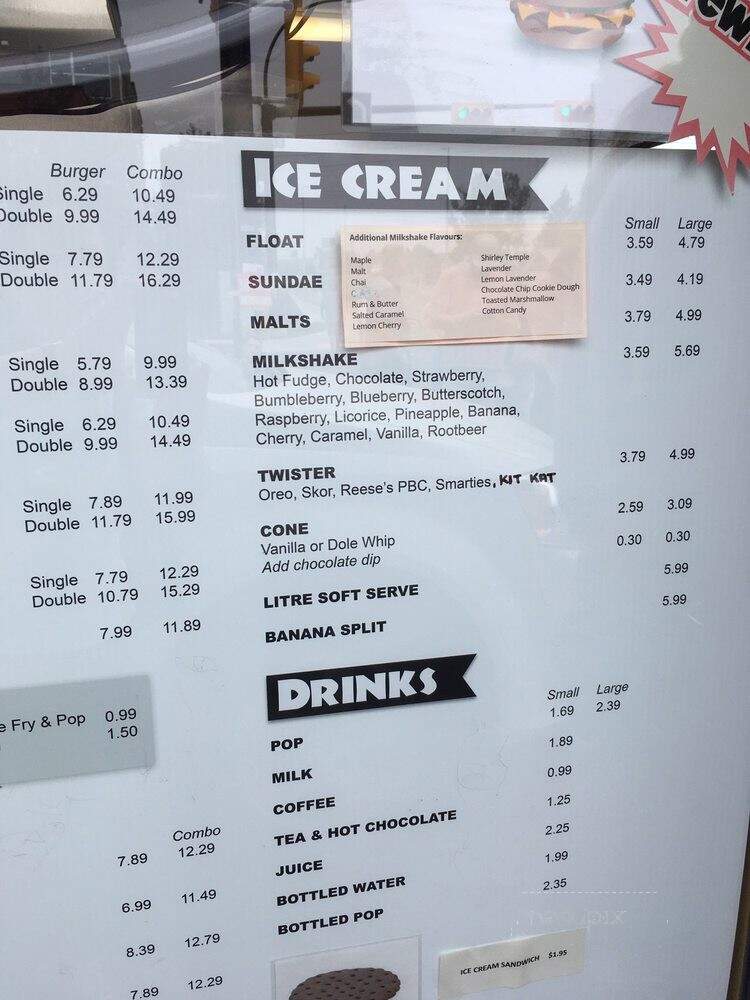 ew
Burger Combo
Single 6.29 10.49
Double 9.99 14.49
Single 7.79 12.29
Double 11.79 16.29
Single 5.79 9.99
Double 8.99 13.39
Single 6.29 10.49
Double 9.99 14.49
Single 7.89 11.99
Double 11.79 15.99
Single 7.79 12.29
Double 10.79 15.29
7.99 11.89
e Fry & Pop 0.99
1.50
Combo
7.89 12.29
6.99 11.49
8.39 12.79
7.89 12.29
ICE CREAM
Small Large
FLOAT 3.59 4.79
SUNDAE 3.49 4.19
MALTS 3.79 4.99
Additional Milkshake Flavours:
Maple
Malt
Chai
Rum & Butter
Salted Caramel
Lemon Cherry
Shirley Temple
Lavender
Lemon Lavender
Chocolate Chip Cookie Dough
Toasted Marshmallow
Cotton Candy
MILKSHAKE 3.59 5.69
Hot Fudge, Chocolate, Strawberry,
Bumbleberry, Blueberry, Butterscotch,
Raspberry, Licorice, Pineapple, Banana,
Cherry, Caramel, Vanilla, Rootbeer
TWISTER 3.79 4.99
Oreo, Skor, Reese's PBC, Smarties, KIT KAT
CONE 2.59 3.09
Vanilla or Dole Whip
Add chocolate dip 0.30 0.30
LITRE SOFT SERVE 5.99
BANANA SPLIT 5.99
DRINKS
Small Large
POP 1.69 2.39
MILK 1.89
COFFEE 0.99
TEA & HOT CHOCOLATE 1.25
JUICE 2.25
BOTTLED WATER 1.99
BOTTLED POP 2.35
ICE CREAM SANDWICH $1.95